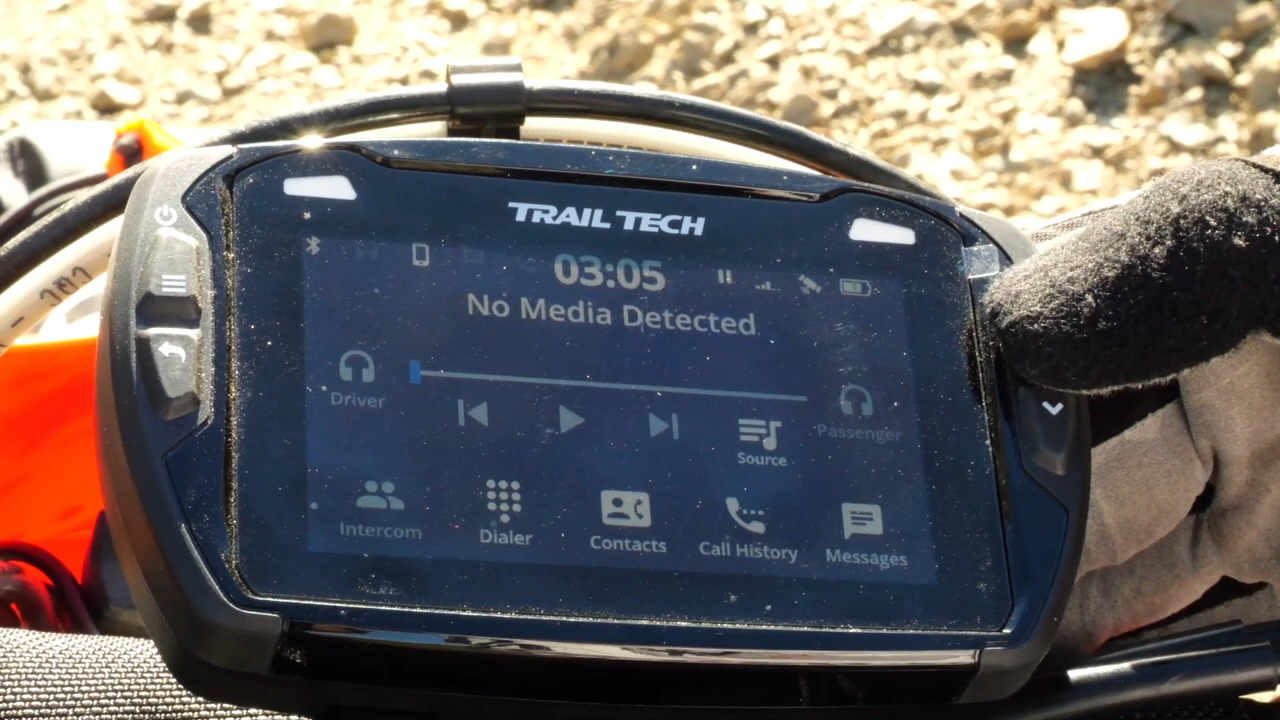 TRAIL TECH
03:05
No Media Detected
Driver
Passenger
Source
Intercom
Dialer
Contacts
Call History
Messages